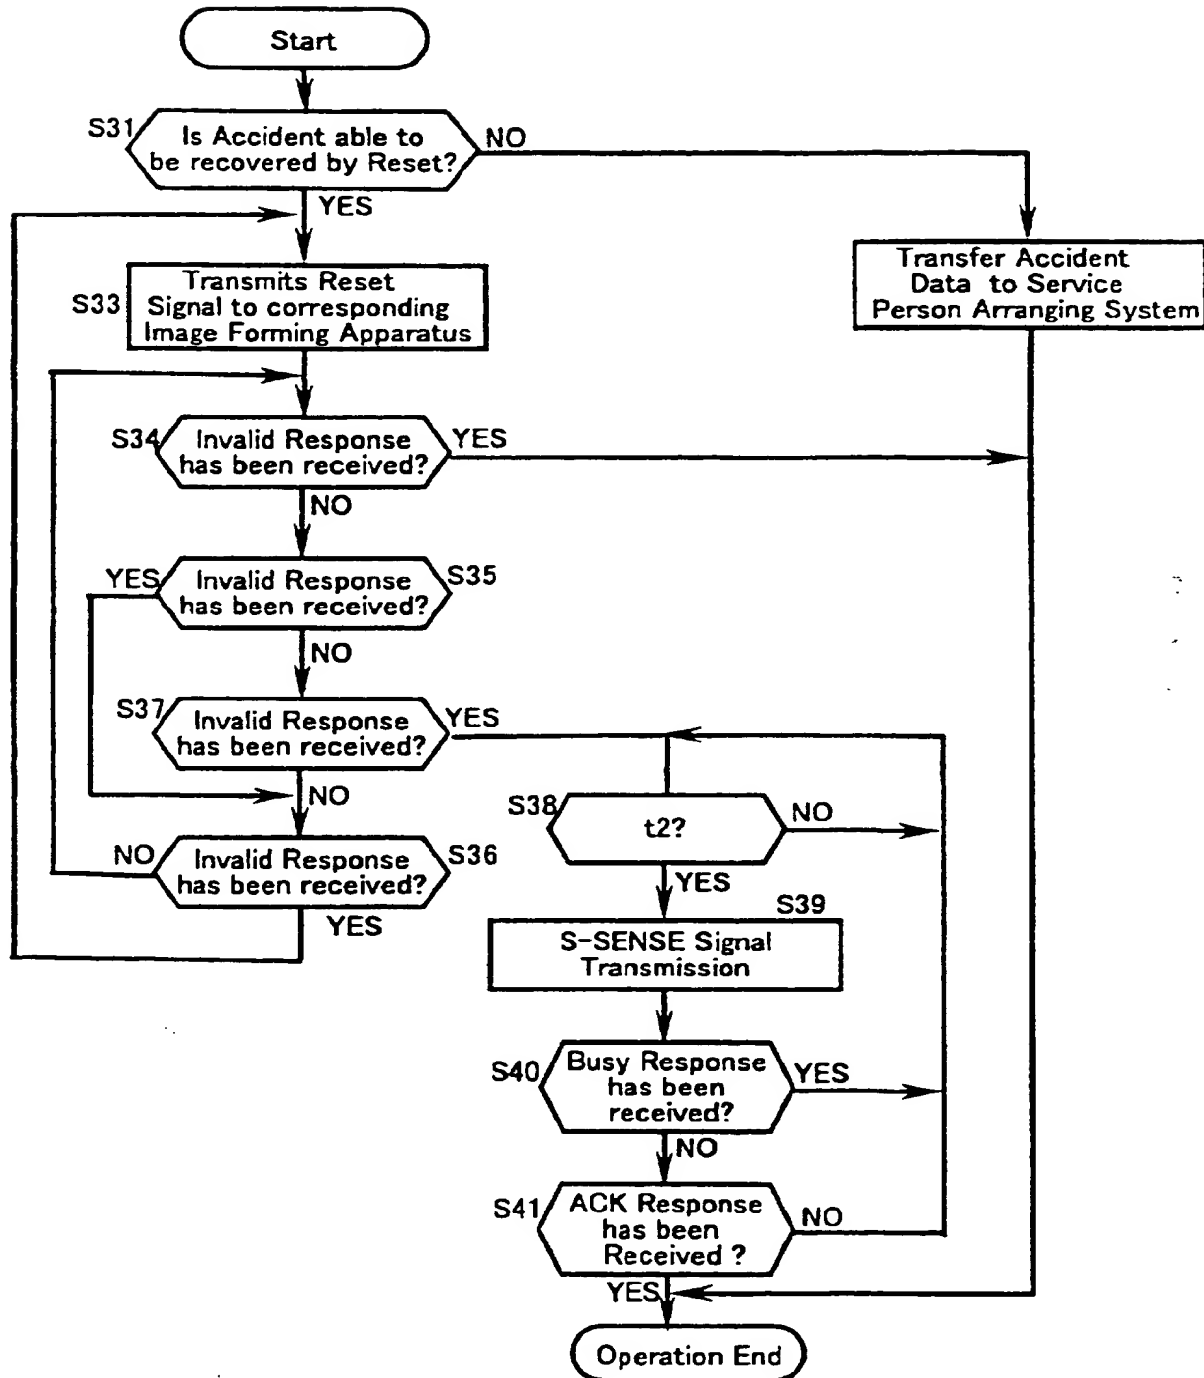 Start
S31
Is Accident able to
be recovered by Reset?
NO
YES
Transfer Accident
Data to Service
Person Arranging System
S33
Transmits Reset
Signal to corresponding
Image Forming Apparatus
S34
Invalid Response
has been received?
YES
NO
YES
Invalid Response
has been received?
S35
NO
S37
Invalid Response
has been received?
YES
NO
S38
t2?
NO
YES
NO
Invalid Response
has been received?
S36
YES
S39
S-SENSE Signal
Transmission
S40
Busy Response
has been
received?
YES
NO
S41
ACK Response
has been
Received ?
NO
YES
Operation End